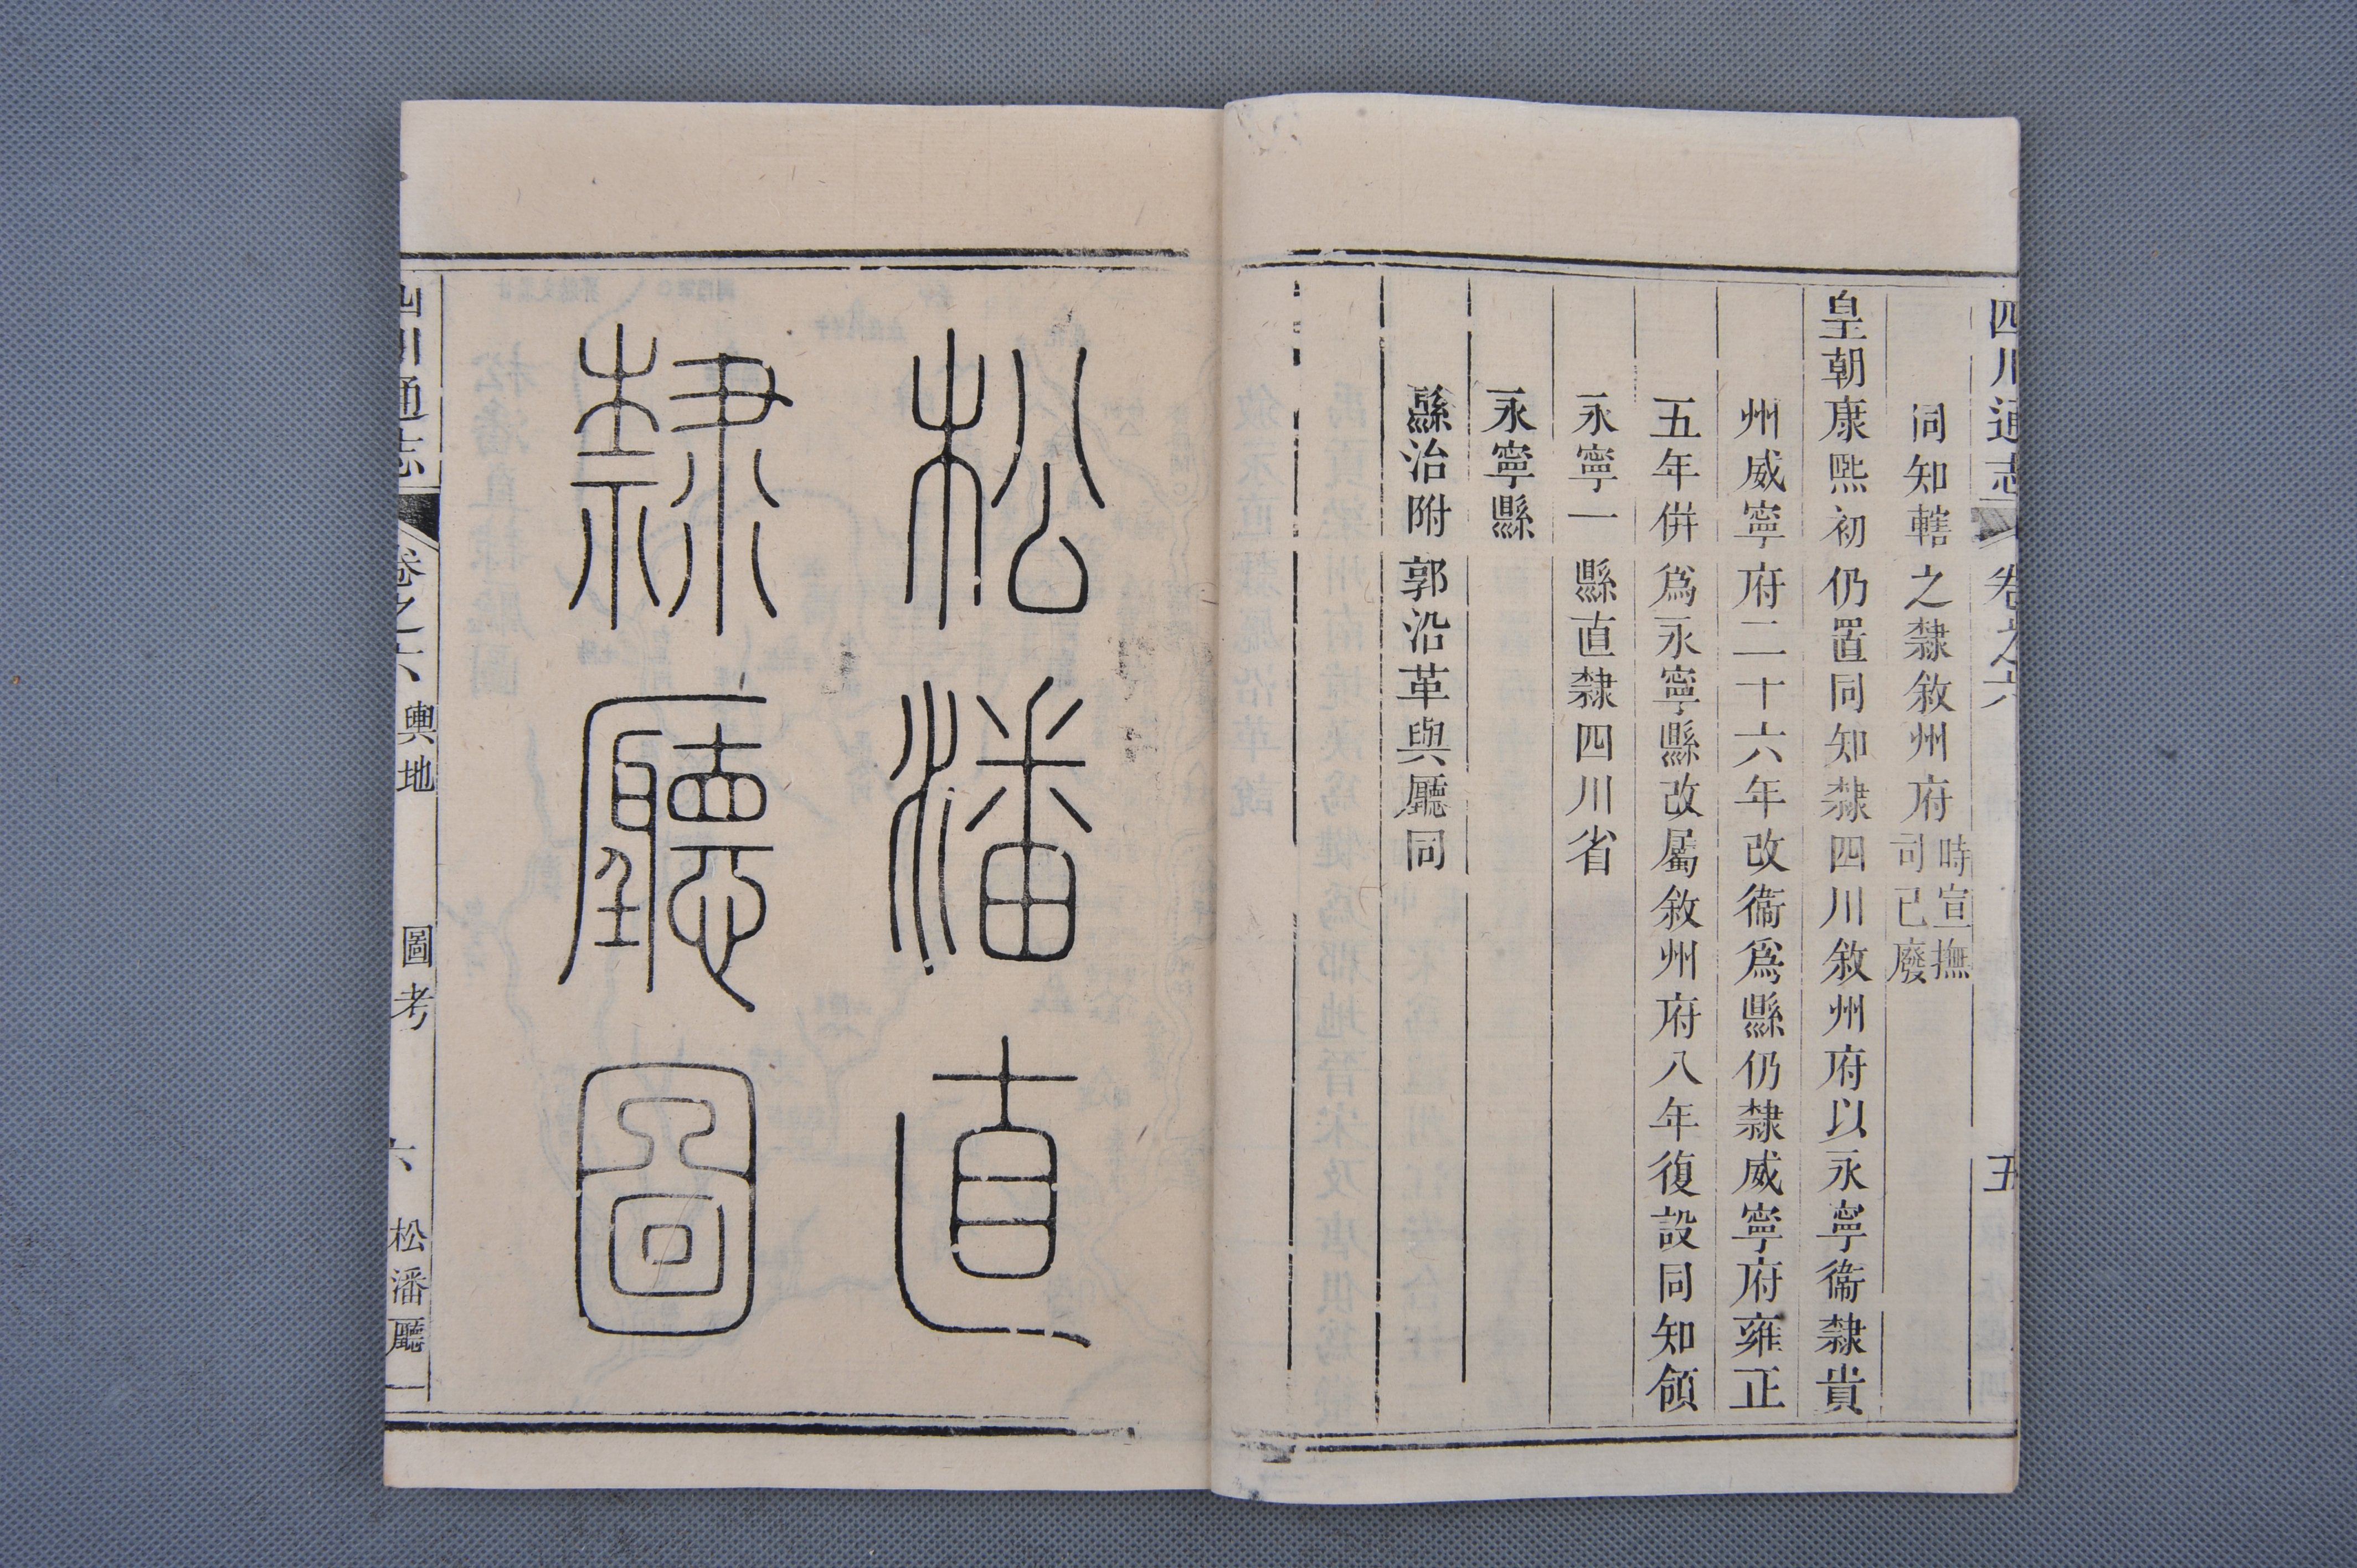 四川通志 卷之六 五
同知轄之隸敘州府時宣撫司已廢
皇朝康熙初仍置同知隸四川敘州府以永寧衞隸貴
州威寧府二十六年改衞爲縣仍隸威寧府雍正
五年併爲永寧縣改屬敘州府八年復設同知領
永寧一縣直隸四川省
永寧縣
縣治附郭沿革與廳同
松潘直
隸廳圖
四川通志 卷之六 輿地 圖考 六 松潘廳一